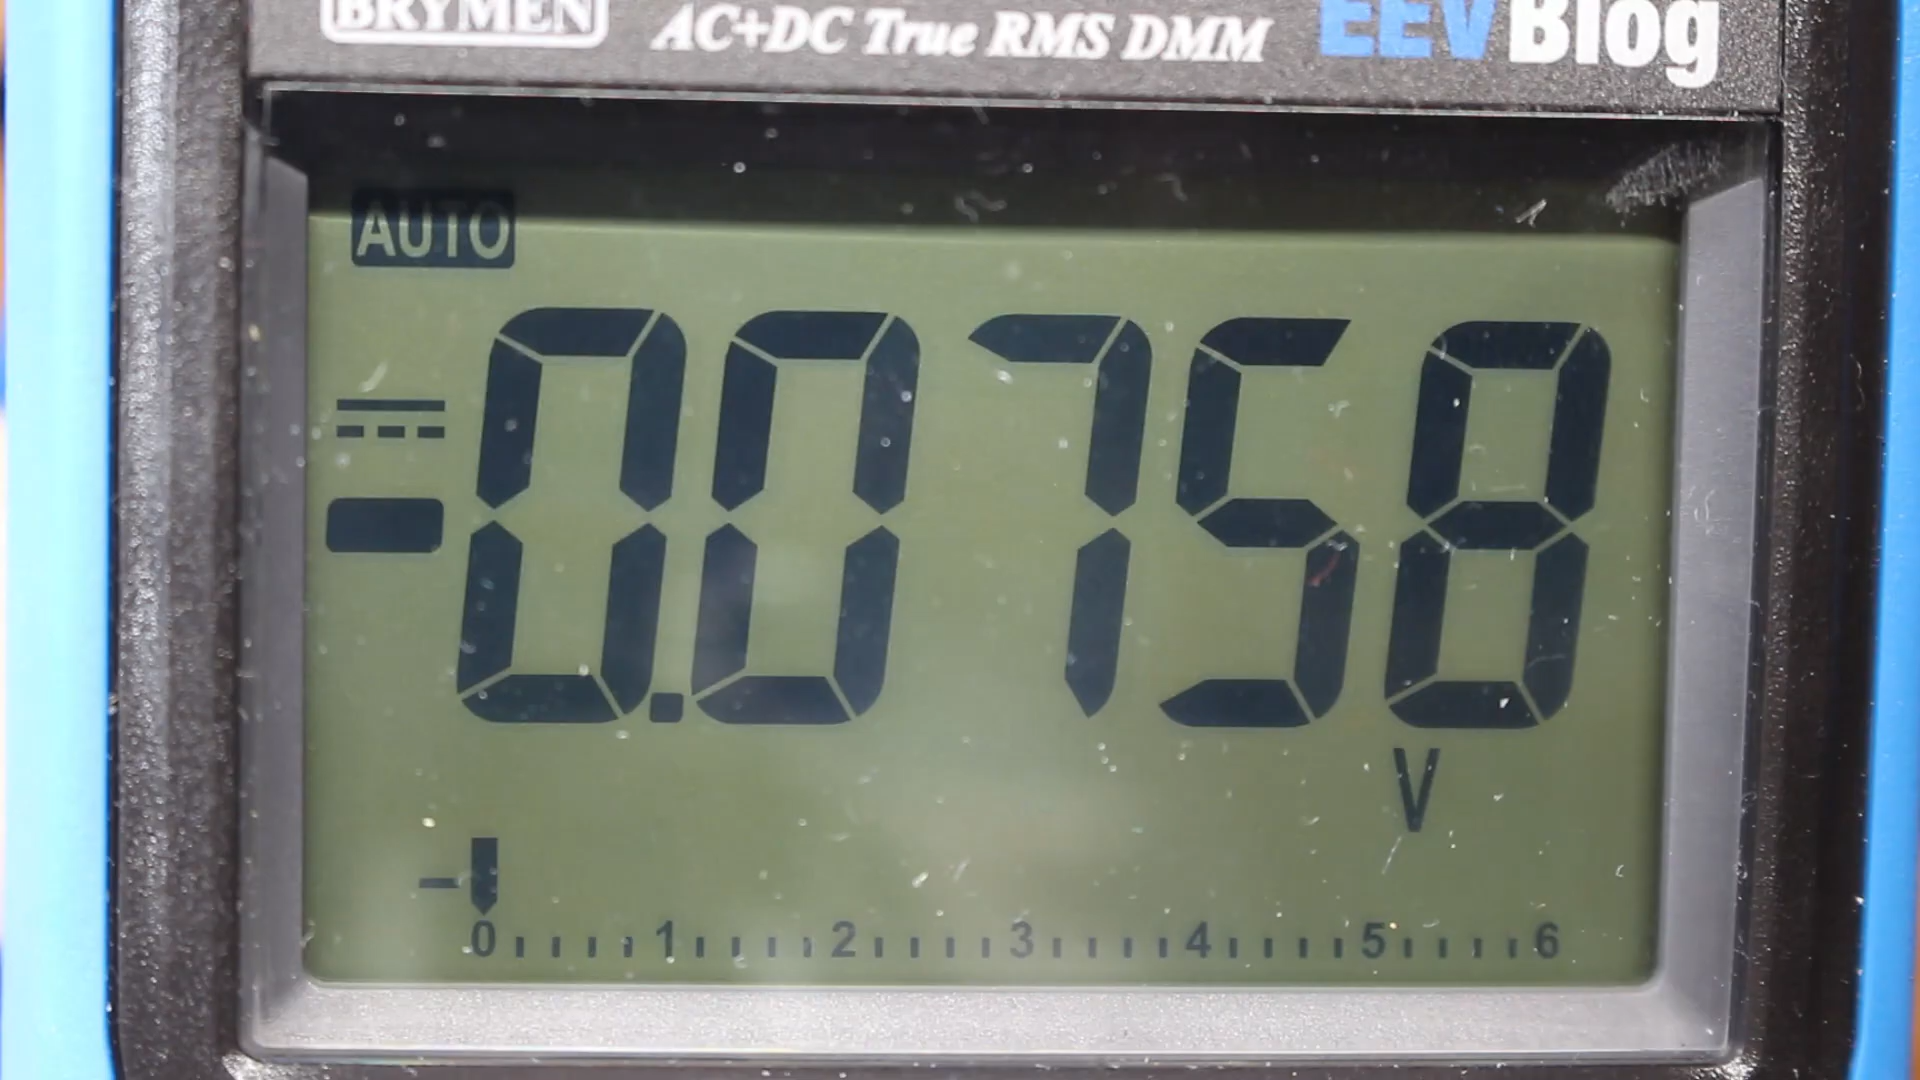 BRYMEN AC+DC True RMS DMM EEVBlog
AUTO
-0.0758
V
0 1 2 3 4 5 6